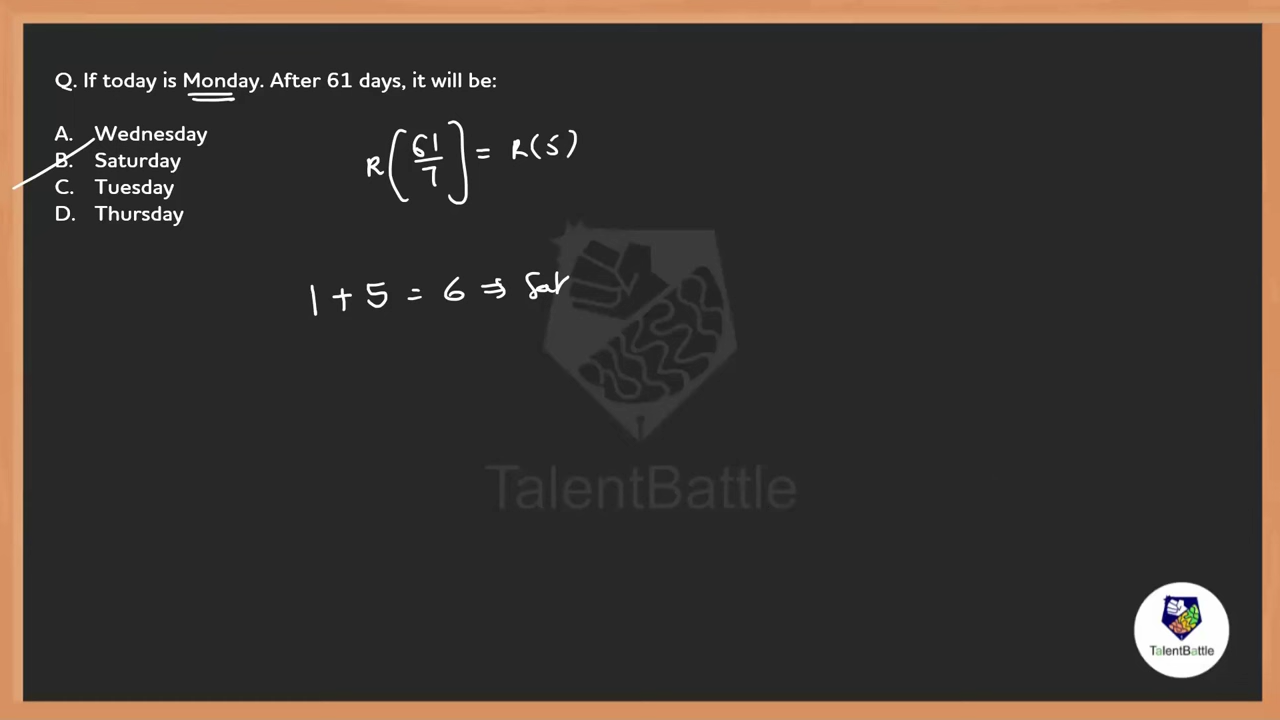 Q. If today is Monday. After 61 days, it will be:
A. Wednesday
B. Saturday
C. Tuesday
D. Thursday
R(61/7) = R(5)
1 + 5 = 6 ⇒ Sat
TalentBattle
TalentBattle